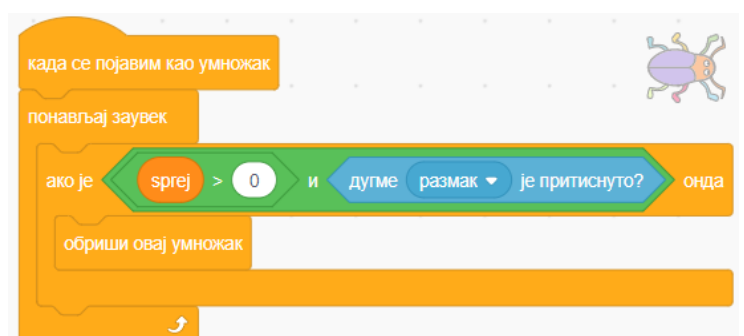 када се појавим као умножак
понављај заувек
ако је sprej > 0 и дугме размак је притиснуто? онда
обриши овај умножак